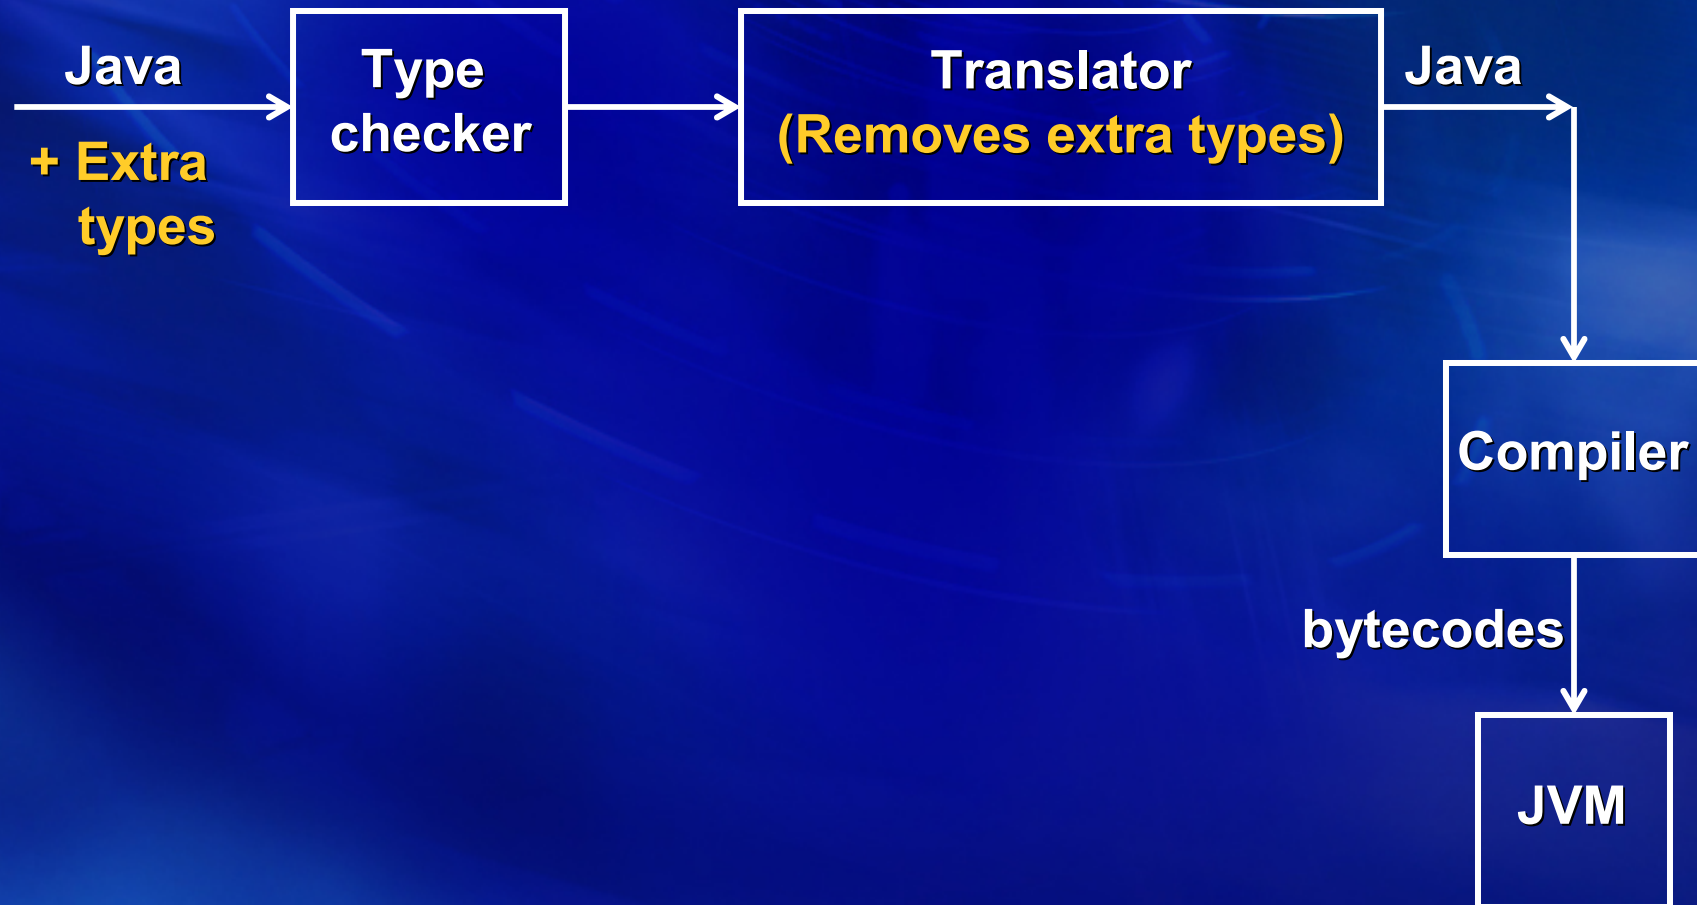 Java
+ Extra
types
Type
checker
Translator
(Removes extra types)
Java
Compiler
bytecodes
JVM